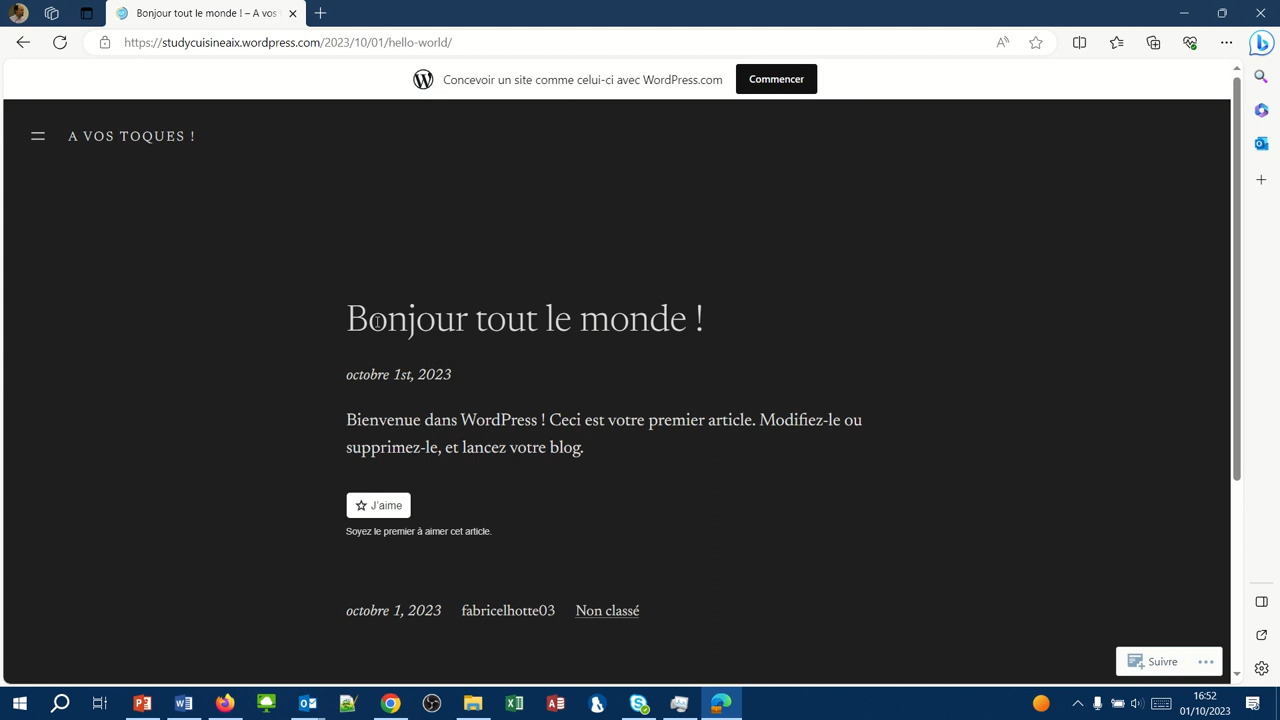 Bonjour tout le monde ! – A vos
https://studycuisineaix.wordpress.com/2023/10/01/hello-world/
Concevoir un site comme celui-ci avec WordPress.com
Commencer
A VOS TOQUES !
Bonjour tout le monde !
octobre 1st, 2023
Bienvenue dans WordPress ! Ceci est votre premier article. Modifiez-le ou
supprimez-le, et lancez votre blog.
J'aime
Soyez le premier à aimer cet article.
octobre 1, 2023 fabricelhotte03 Non classé
Suivre
16:52
01/10/2023